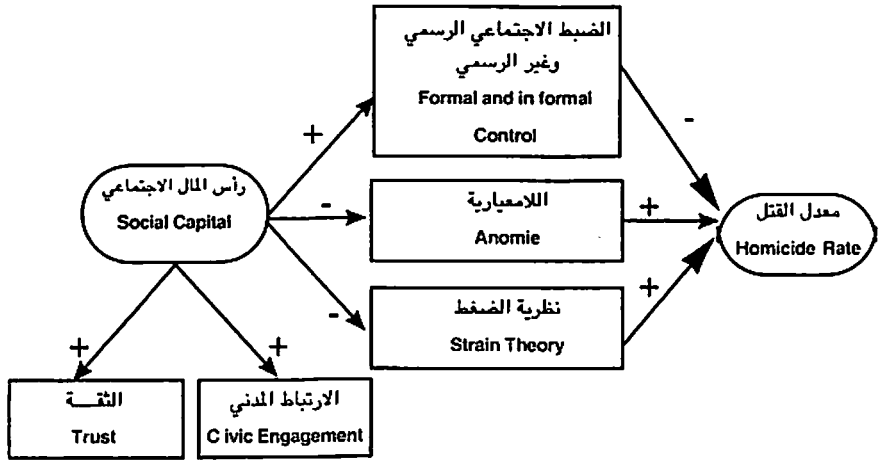 الضبط الاجتماعي الرسمي
وغير الرسمي
Formal and in formal
Control
+
-
رأس المال الاجتماعي
Social Capital
-
اللامعيارية
Anomie
+
معدل القتل
Homicide Rate
-
نظرية الضغط
Strain Theory
+
+
+
الثقـــة
Trust
الارتباط المدني
C ivic Engagement